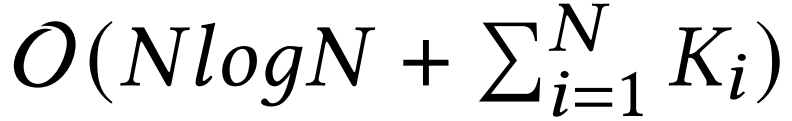 𝒪(NlogN + ∑_{i=1}^{N} K_i)